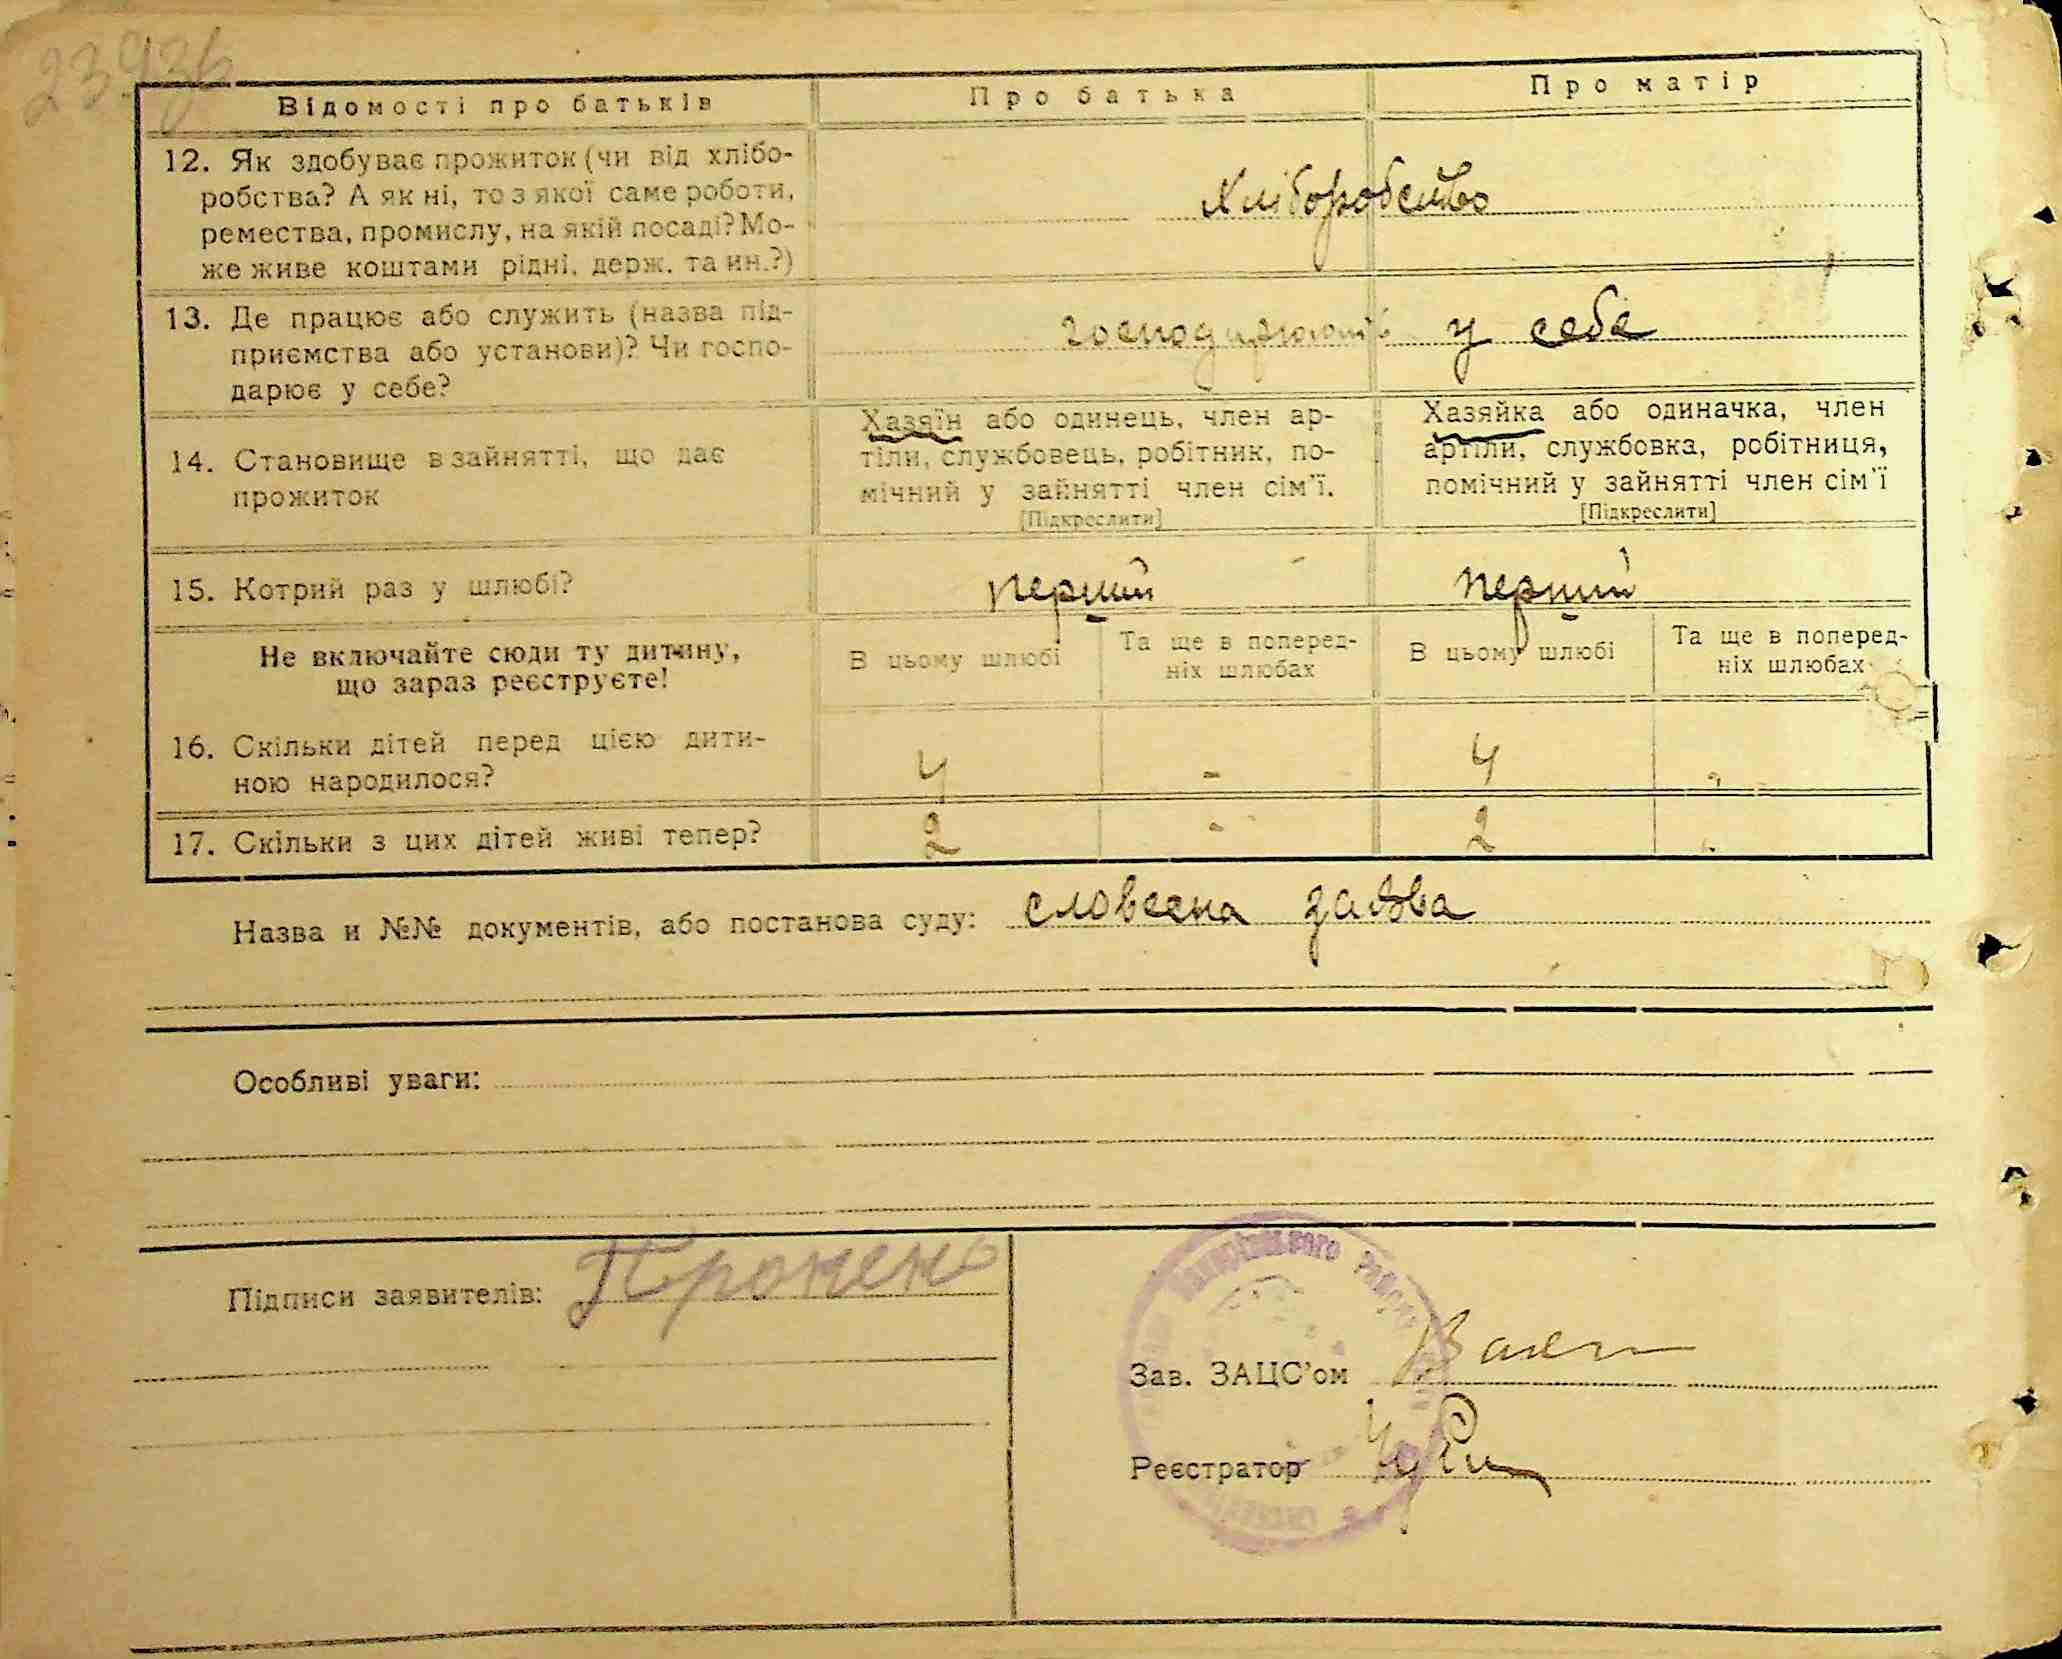 Відомості про батьків Про батька Про матір
12. Як здобуває прожиток (чи від хлібо-
робства? А як ні, то з якої саме роботи,
ремества, промислу, на якій посаді? Мо-
же живе коштами рідні, держ. та ин.?)
Хліборобство
13. Де працює або служить (назва під-
приємства або установи)? Чи госпо-
дарює у себе?
господарюють у себе
14. Становище в зайнятті, що дає
прожиток
Хазяїн або одинець, член ар-
тіли, службовець, робітник, по-
мічний у зайнятті член сім'ї.
[Підкреслити]
Хазяйка або одиначка, член
артіли, службовка, робітниця,
помічний у зайнятті член сім'ї
[Підкреслити]
15. Котрий раз у шлюбі? перший перший
Не включайте сюди ту дитину,
що зараз реєструєте!
В цьому шлюбі
Та ще в поперед-
ніх шлюбах
В цьому шлюбі
Та ще в поперед-
ніх шлюбах
16. Скільки дітей перед цією дити-
ною народилося?
4 - 4 -
17. Скільки з цих дітей живі тепер? 2 - 2 -
Назва и №№ документів, або постанова суду: словесна заява
Особливі уваги:
Підписи заявителів:
Зав. ЗАЦС'ом
Реєстратор